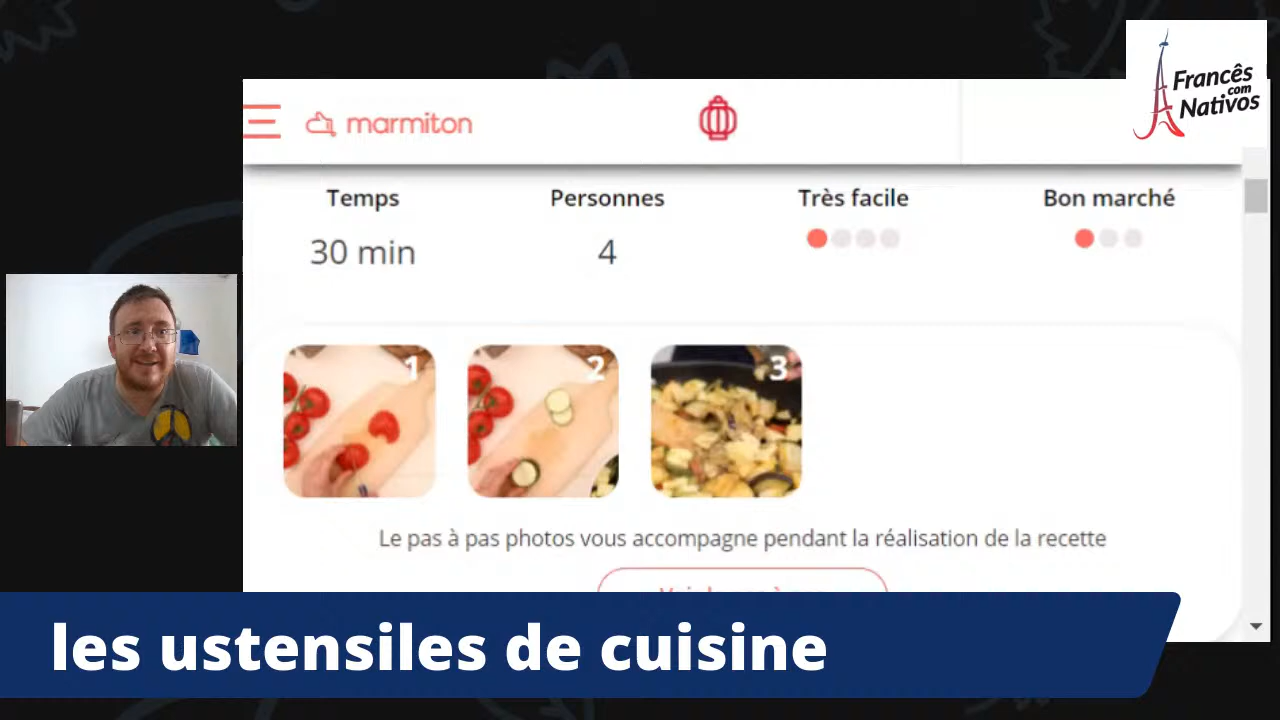 Francês
com
Nativos
marmiton
Temps
Personnes
Très facile
Bon marché
30 min
4
1
2
3
Le pas à pas photos vous accompagne pendant la réalisation de la recette
les ustensiles de cuisine